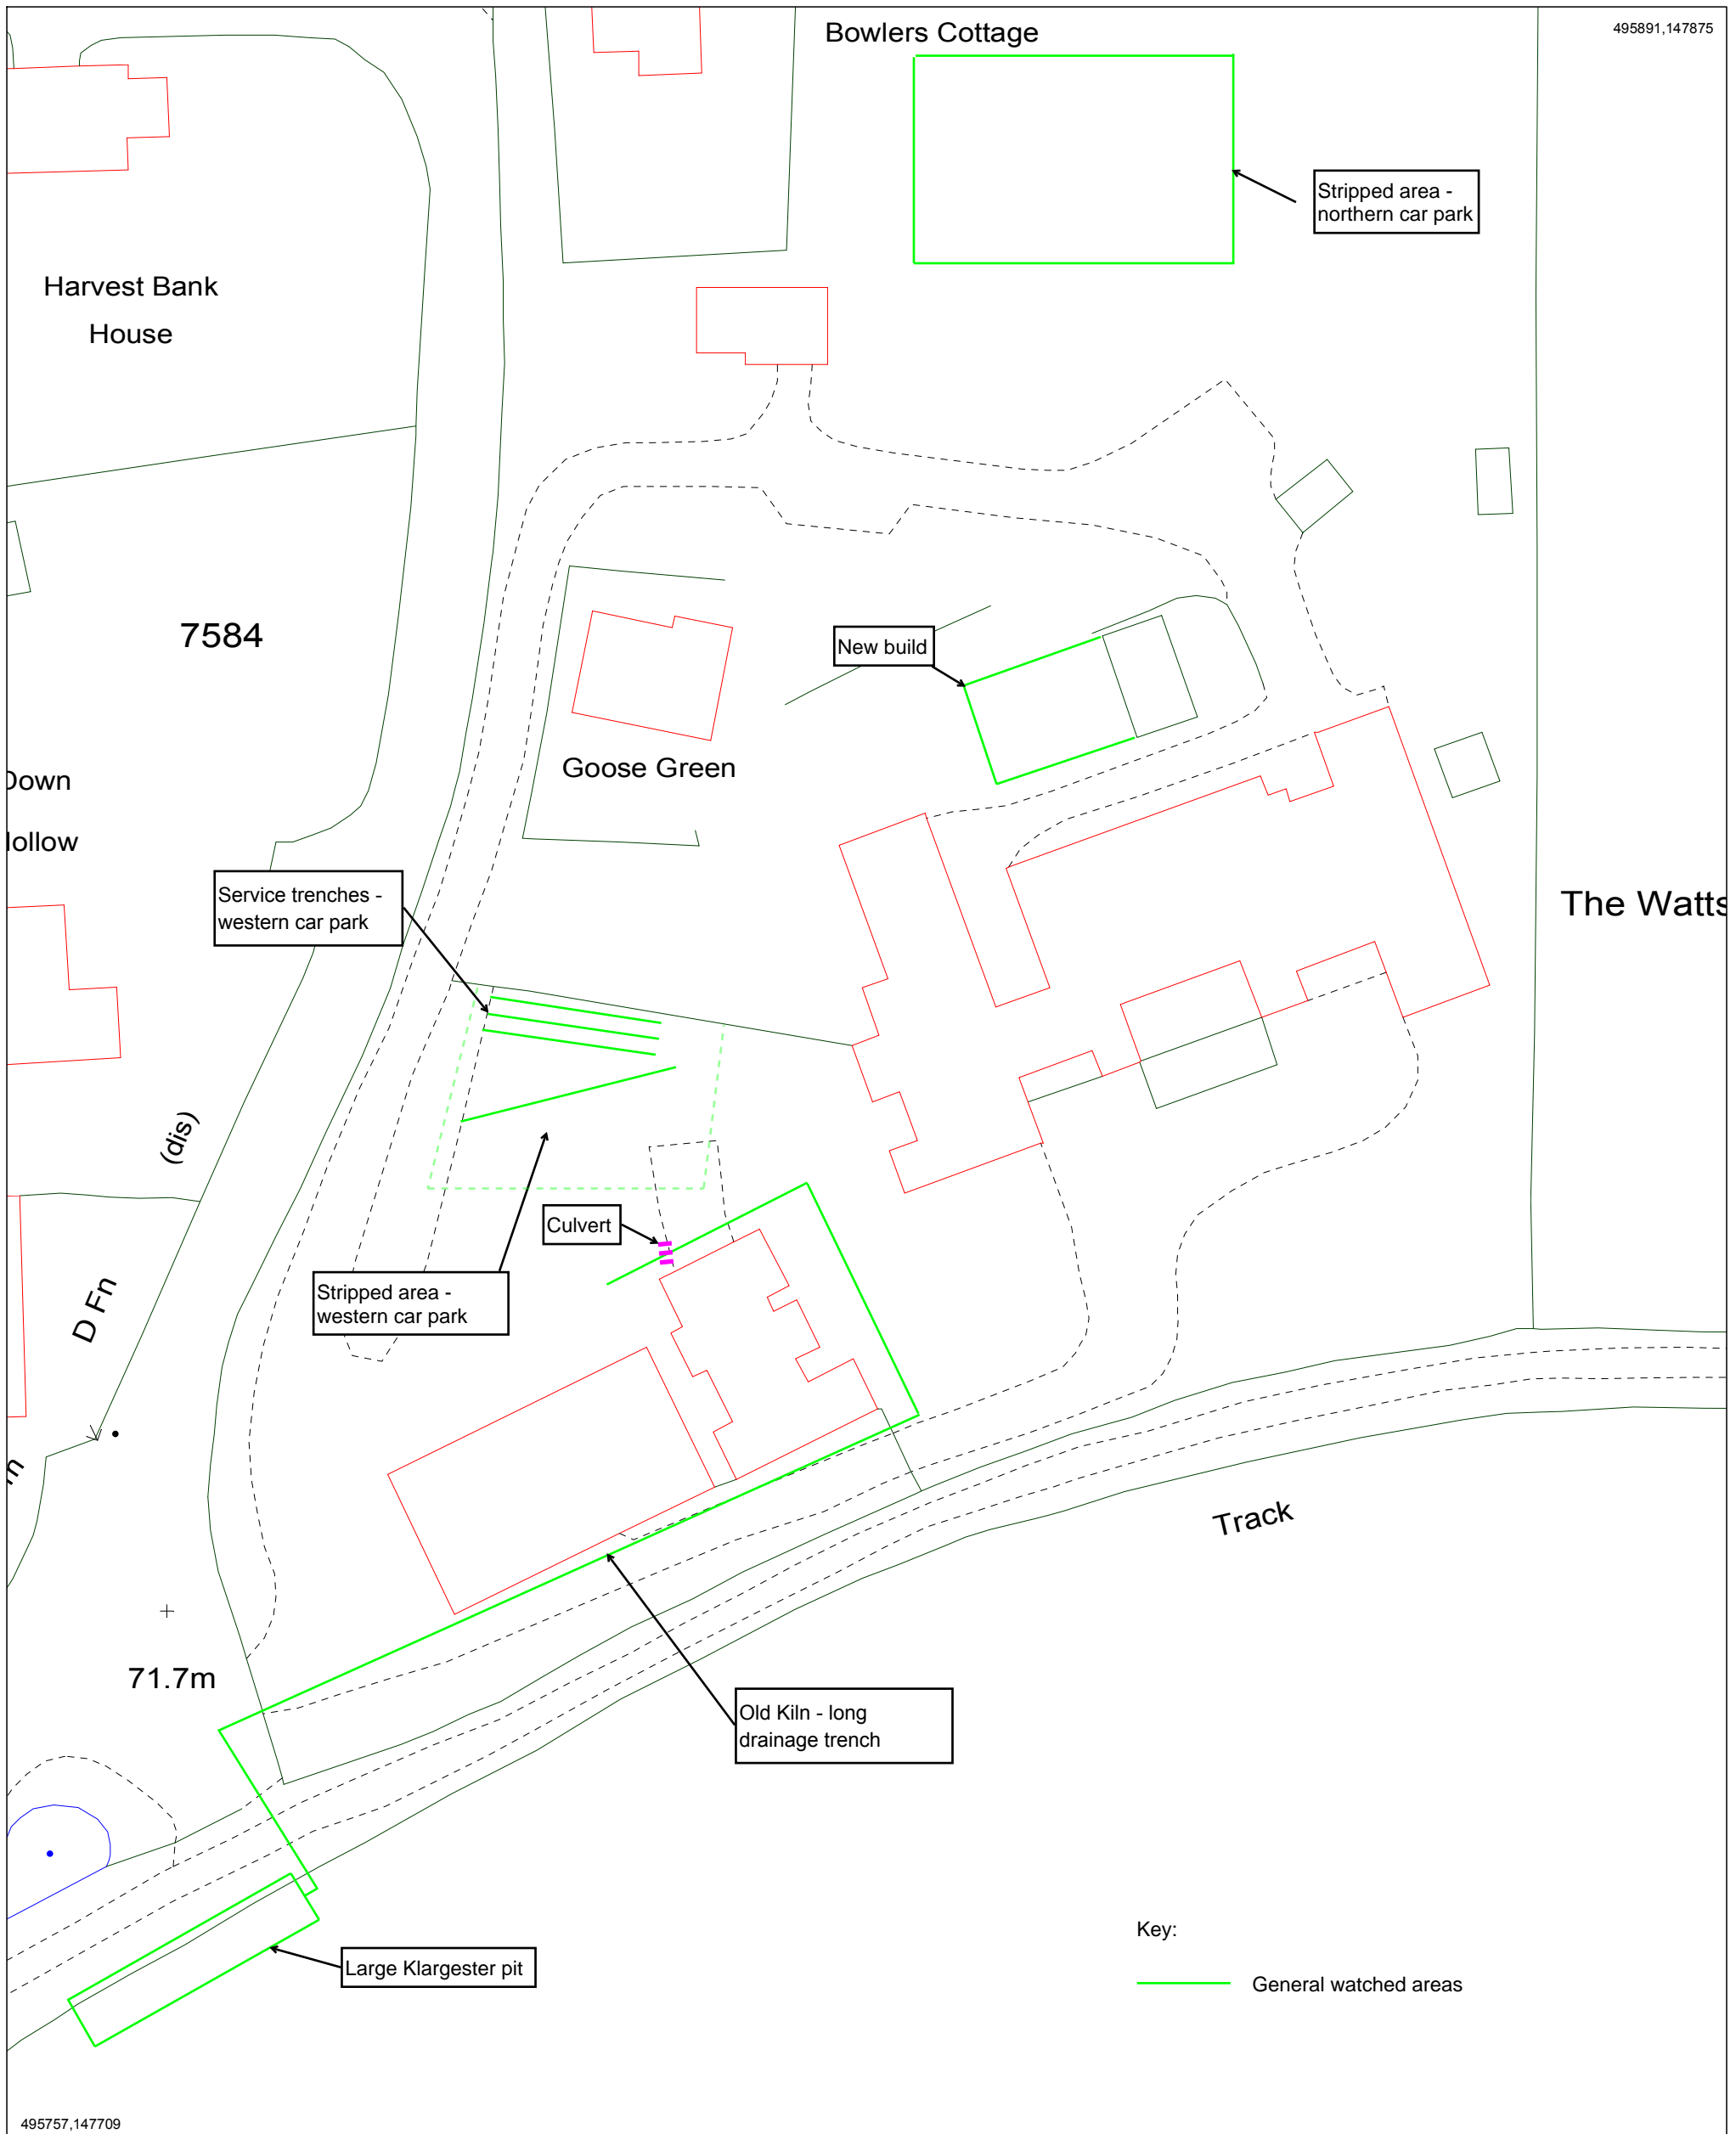 Bowlers Cottage
495891,147875
Stripped area -
northern car park
Harvest Bank
House
7584
New build
Goose Green
Down
Hollow
Service trenches -
western car park
The Watts
(dis)
Culvert
D Fn
Stripped area -
western car park
m
Track
71.7m
Old Kiln - long
drainage trench
Key:
Large Klargester pit
General watched areas
495757,147709